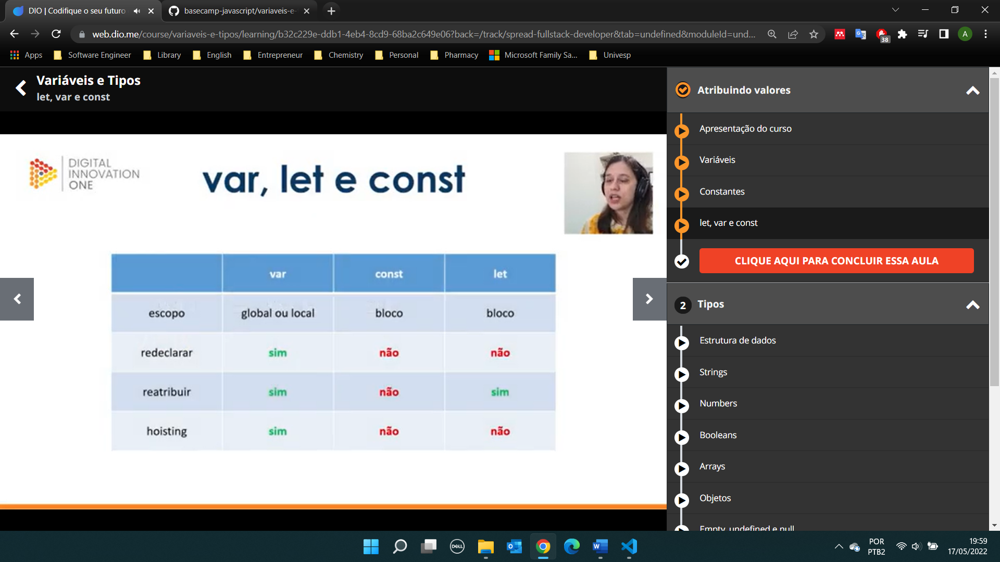 DIO | Codifique o seu futuro
basecamp-javascript/variaveis-e-
web.dio.me/course/variaveis-e-tipos/learning/b32c229e-ddb1-4eb4-8cd9-68ba2c649e06?back=/track/spread-fullstack-developer&tab=undefined&moduleId=und...
38
A
Apps
Software Engineer
Library
English
Entrepreneur
Chemistry
Personal
Pharmacy
Microsoft Family Sa...
Univesp
Variáveis e Tipos
let, var e const
DIGITAL
INNOVATION
ONE
var, let e const
var const let
escopo global ou local bloco bloco
redeclarar sim não não
reatribuir sim não sim
hoisting sim não não
Atribuindo valores
Apresentação do curso
Variáveis
Constantes
let, var e const
CLIQUE AQUI PARA CONCLUIR ESSA AULA
2 Tipos
Estrutura de dados
Strings
Numbers
Booleans
Arrays
Objetos
Empty, undefined e null
DELL
POR
PTB2
19:59
17/05/2022